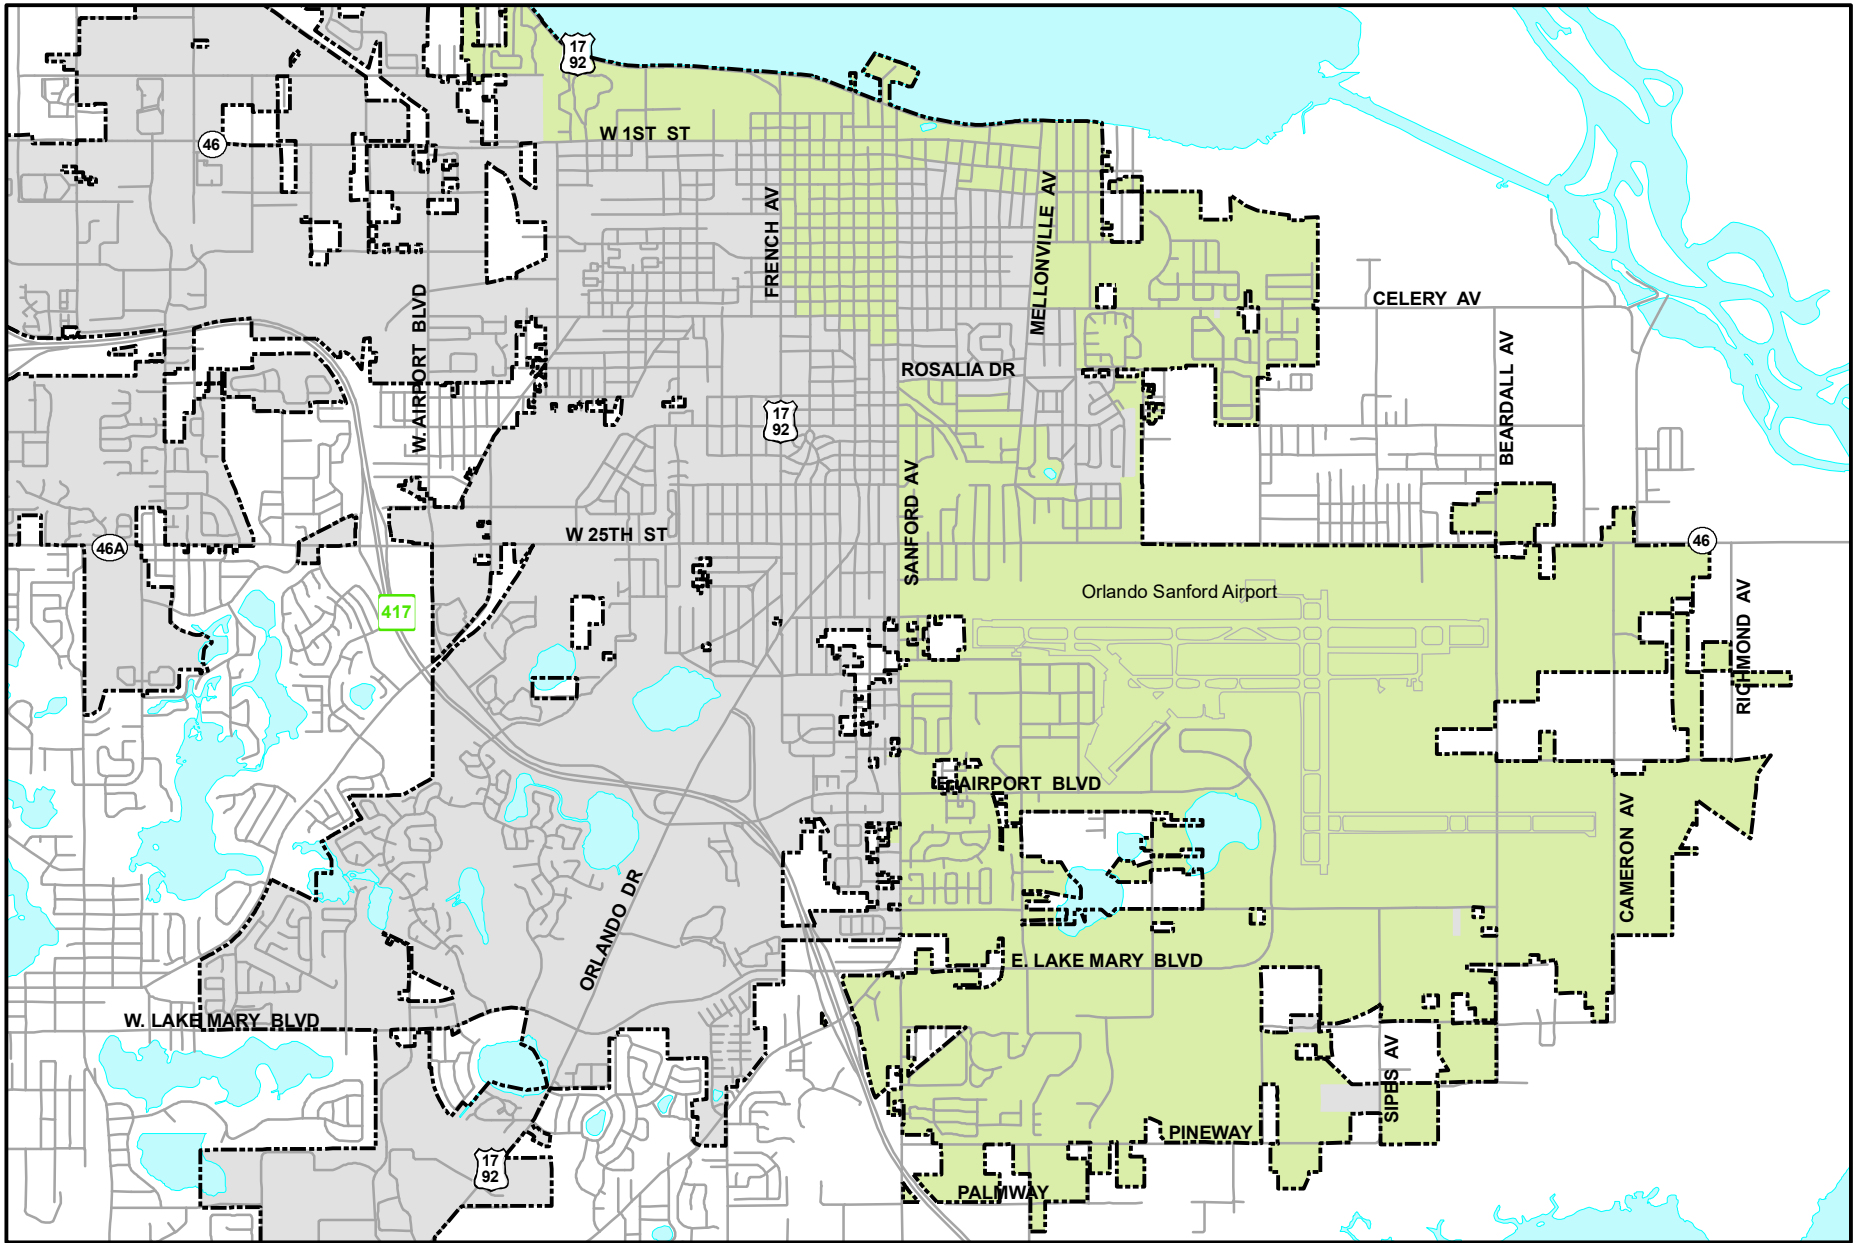 17
92
W 1ST ST
46
FRENCH AV
MELLONVILLE AV
W. AIRPORT BLVD
CELERY AV
BEARDALL AV
ROSALIA DR
17
92
SANFORD AV
W 25TH ST
46A
46
417
Orlando Sanford Airport
RICHMOND AV
E. AIRPORT BLVD
CAMERON AV
ORLANDO DR
E. LAKE MARY BLVD
W. LAKE MARY BLVD
SIPES AV
PINEWAY
17
92
PALMWAY